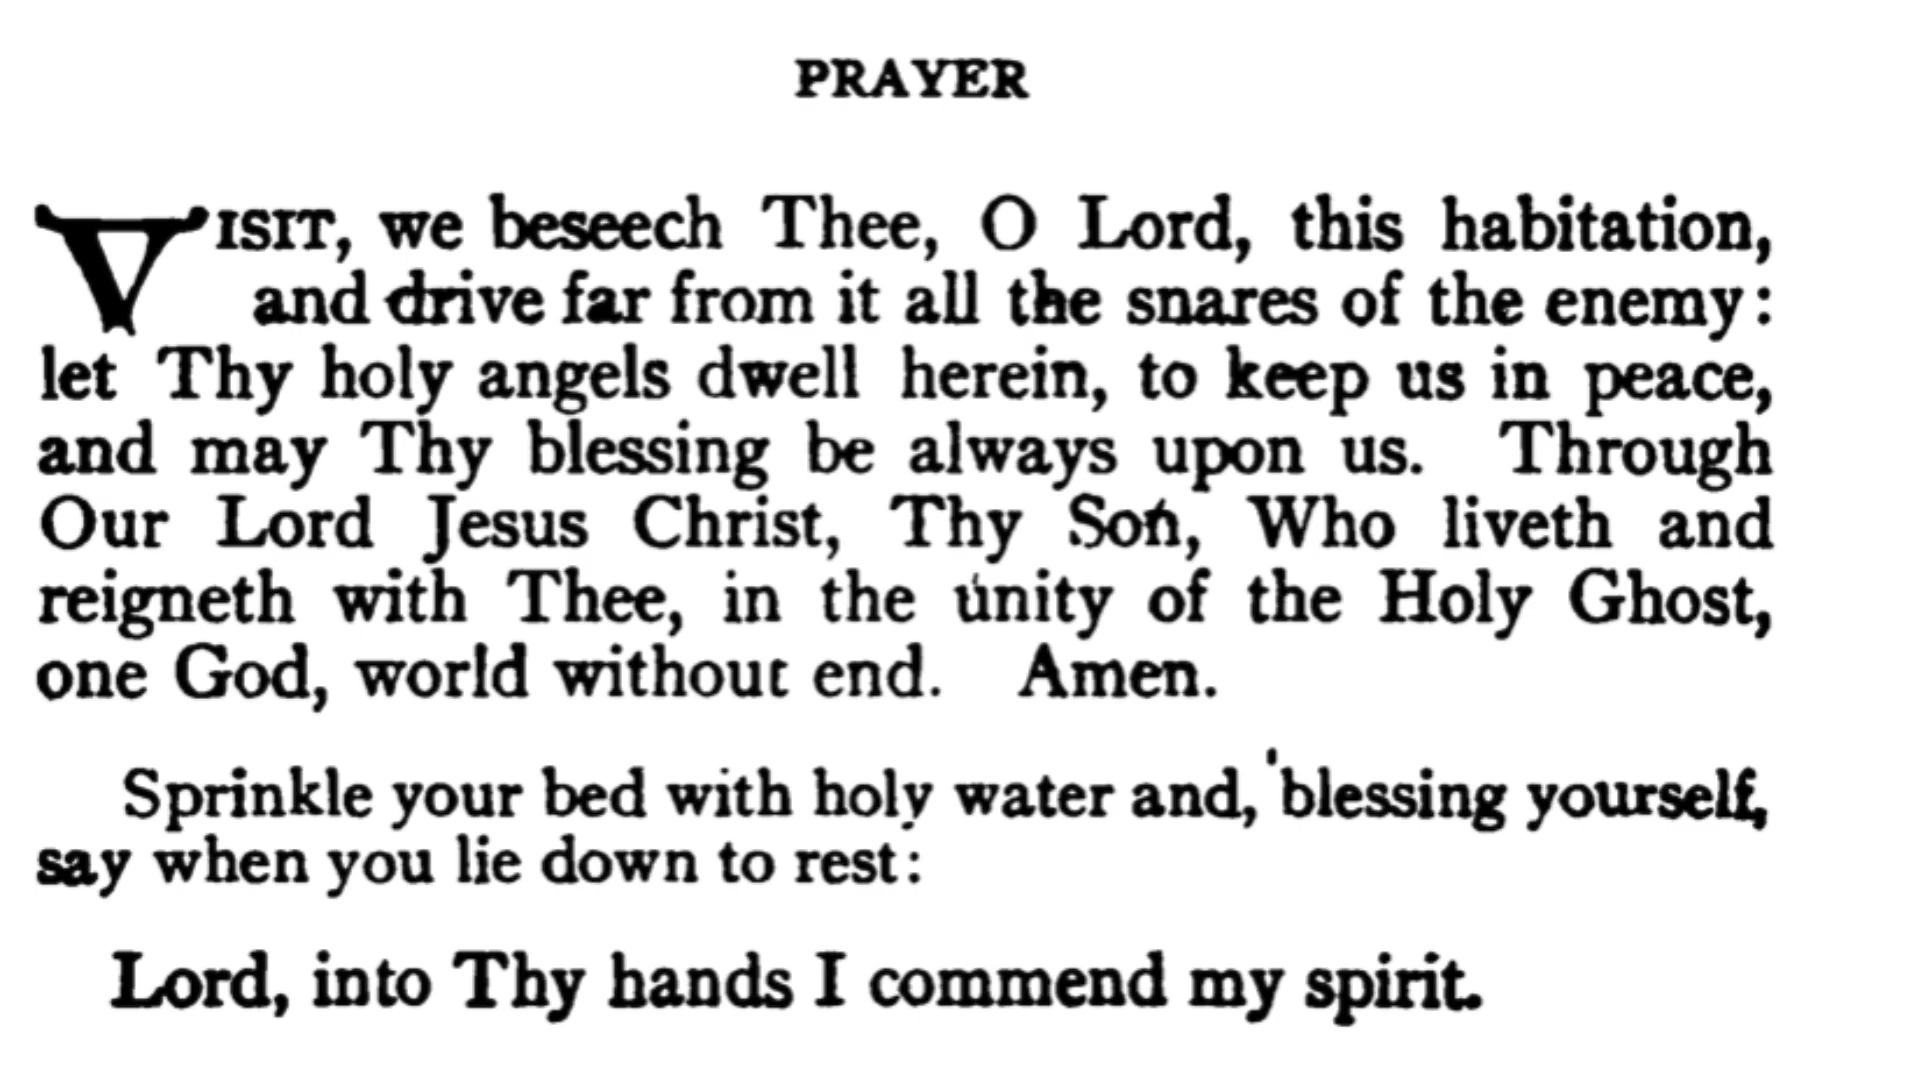 PRAYER
VISIT, we beseech Thee, O Lord, this habitation,
and drive far from it all the snares of the enemy:
let Thy holy angels dwell herein, to keep us in peace,
and may Thy blessing be always upon us. Through
Our Lord Jesus Christ, Thy Son, Who liveth and
reigneth with Thee, in the unity of the Holy Ghost,
one God, world without end. Amen.
Sprinkle your bed with holy water and, blessing yourself,
say when you lie down to rest:
Lord, into Thy hands I commend my spirit.